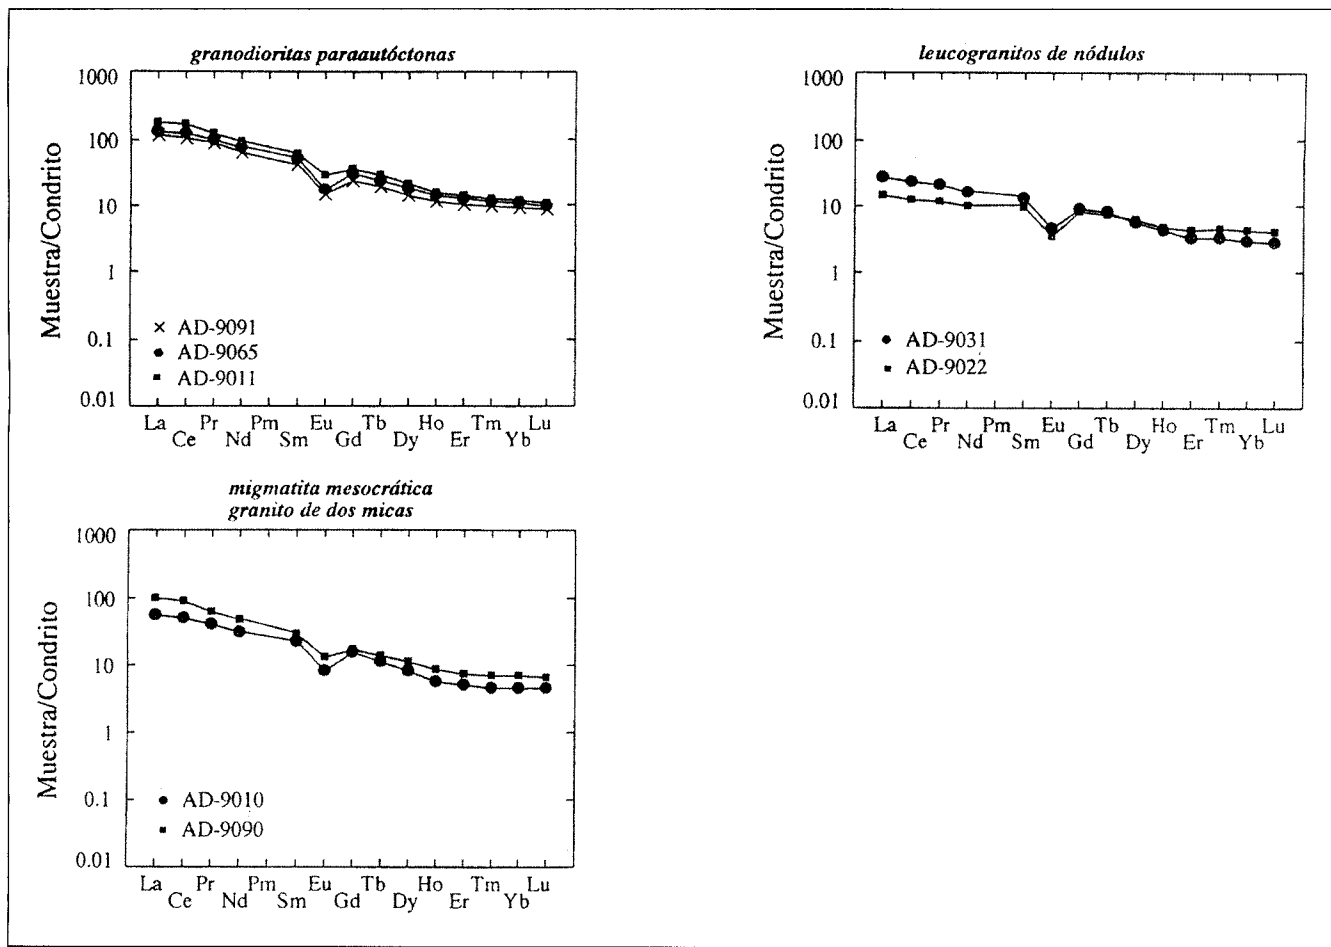 granodioritas paraautóctonas
Muestra/Condrito
1000
100
10
1
0.1
0.01
× AD-9091
● AD-9065
■ AD-9011
La Ce Pr Nd Pm Sm Eu Gd Tb Dy Ho Er Tm Yb Lu
leucogranitos de nódulos
Muestra/Condrito
1000
100
10
1
0.1
0.01
● AD-9031
■ AD-9022
La Ce Pr Nd Pm Sm Eu Gd Tb Dy Ho Er Tm Yb Lu
migmatita mesocrática
granito de dos micas
Muestra/Condrito
1000
100
10
1
0.1
0.01
● AD-9010
■ AD-9090
La Ce Pr Nd Pm Sm Eu Gd Tb Dy Ho Er Tm Yb Lu